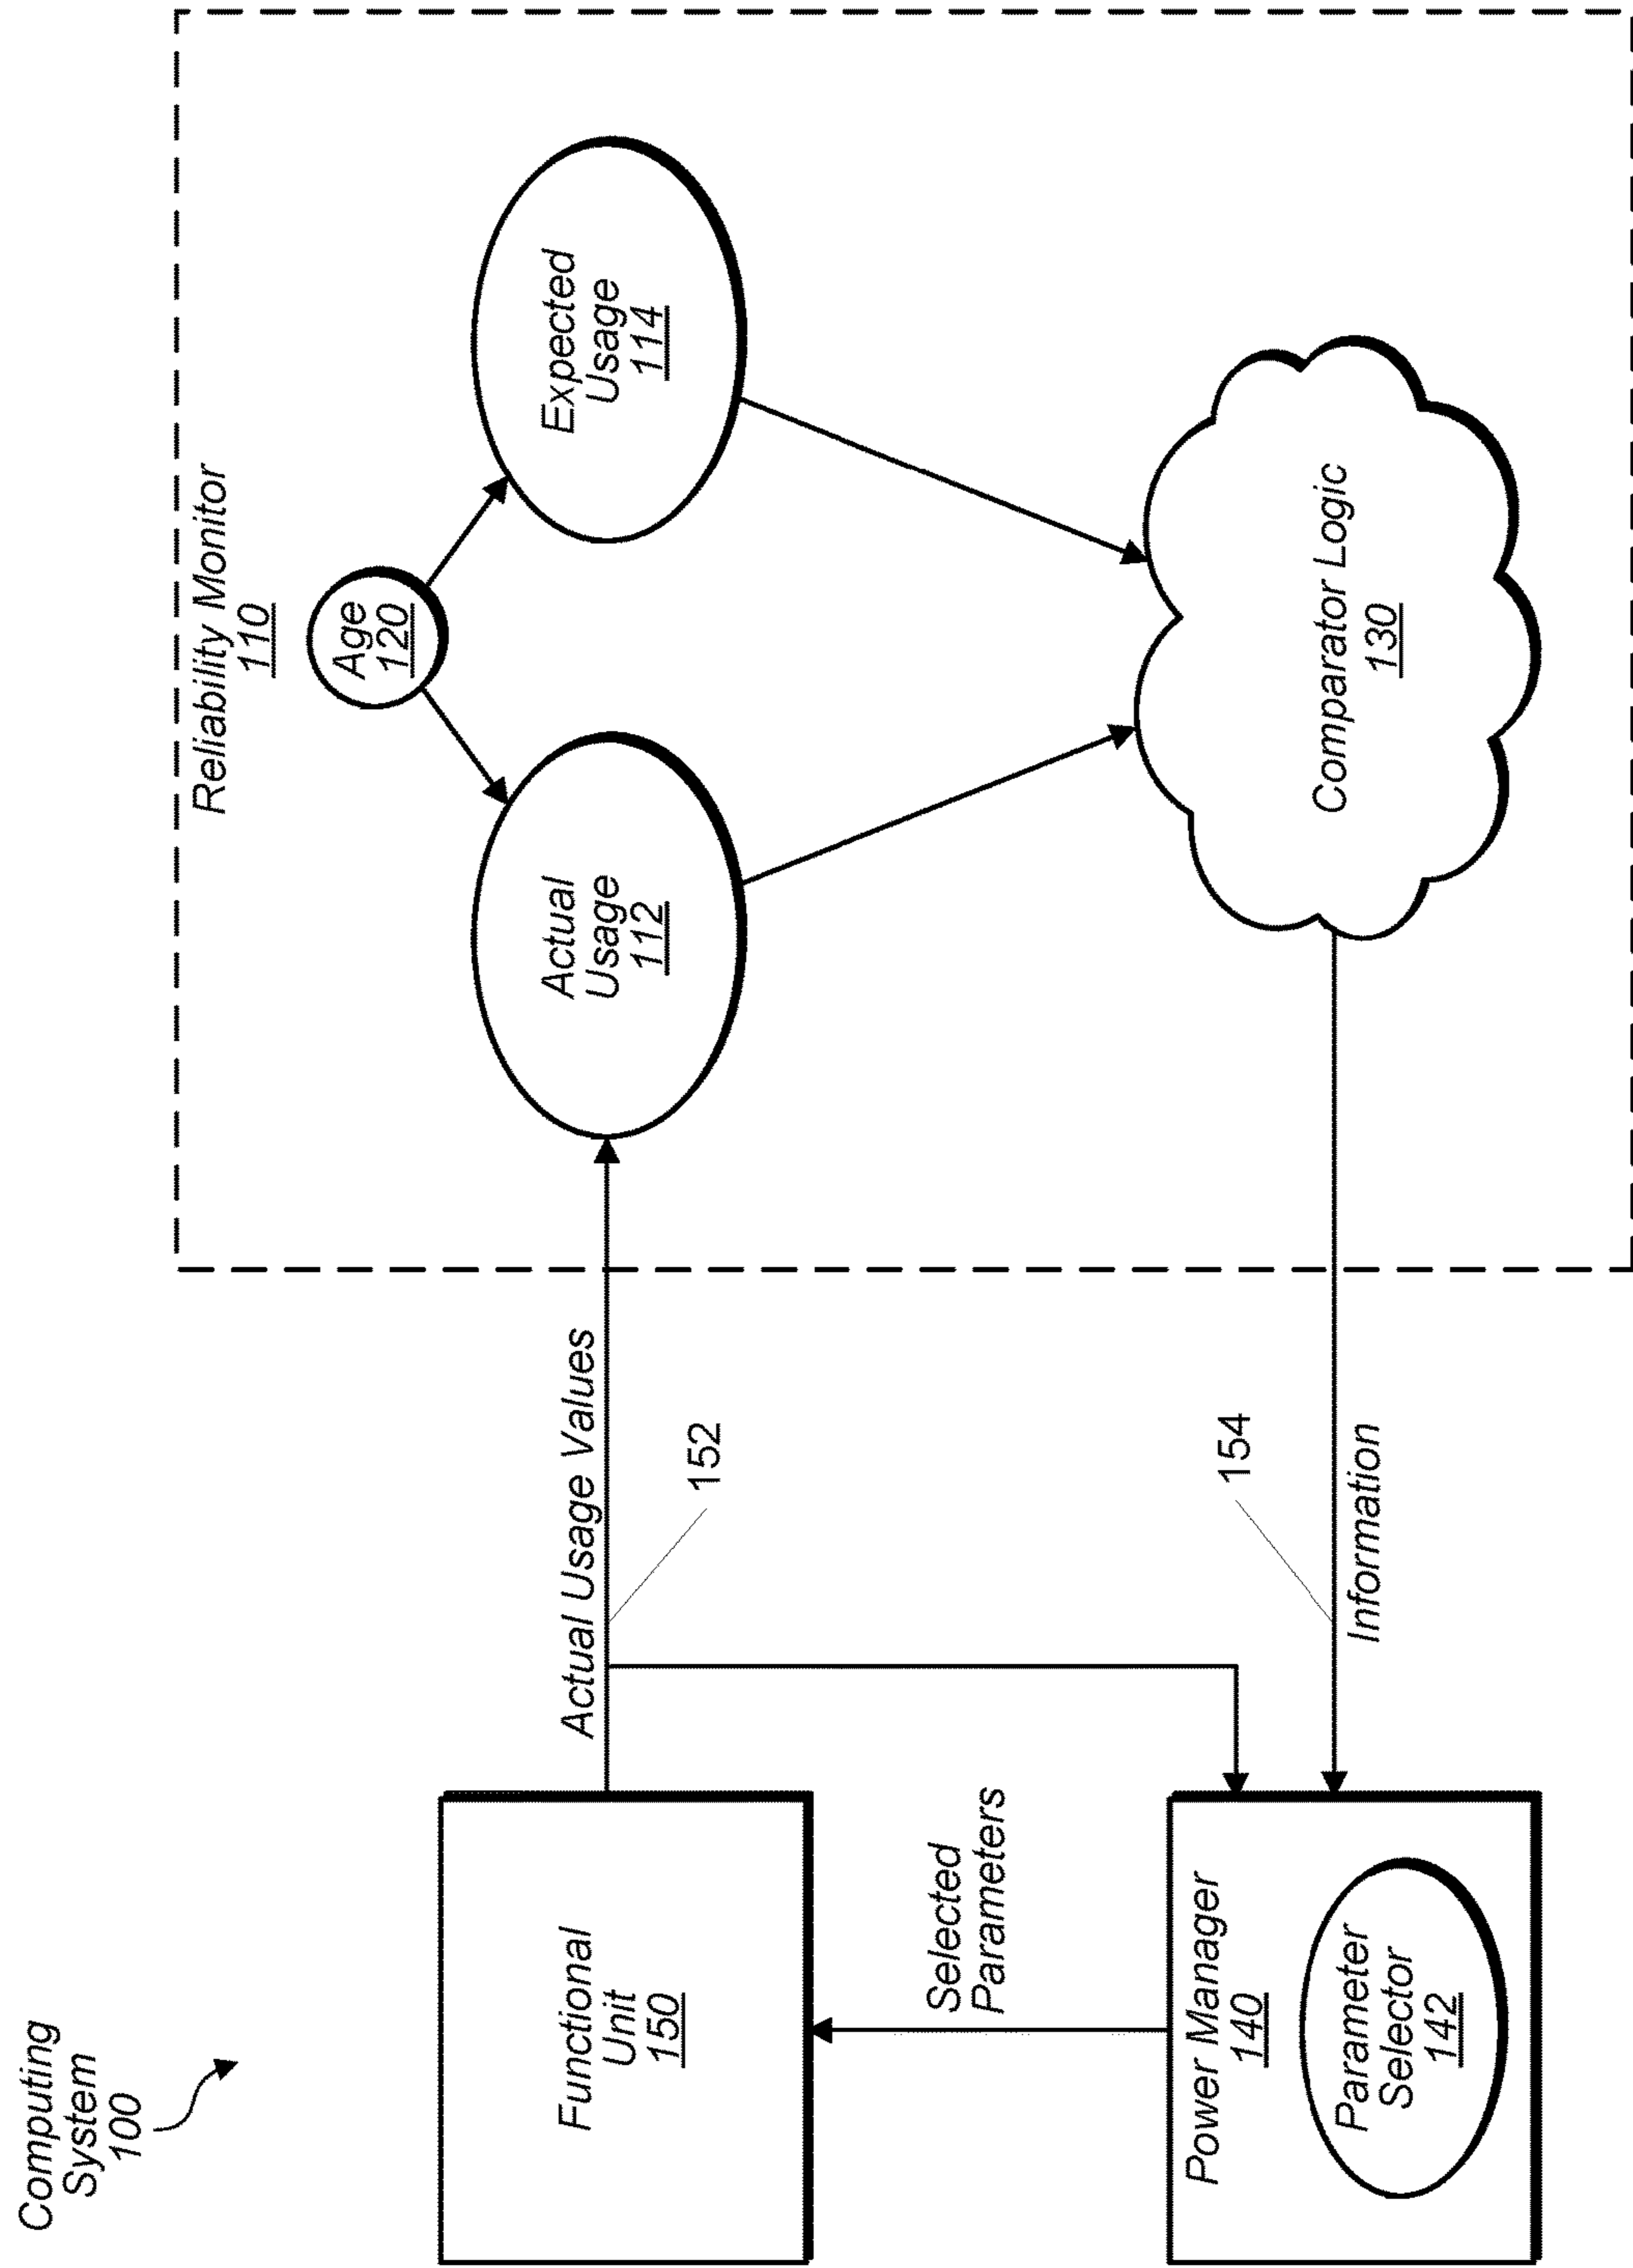 Computing
System
100
Reliability Monitor
110
Age
120
Functional
Unit
150
Actual Usage Values
152
Actual
Usage
112
Expected
Usage
114
Selected
Parameters
Power Manager
140
Parameter
Selector
142
154
Information
Comparator Logic
130